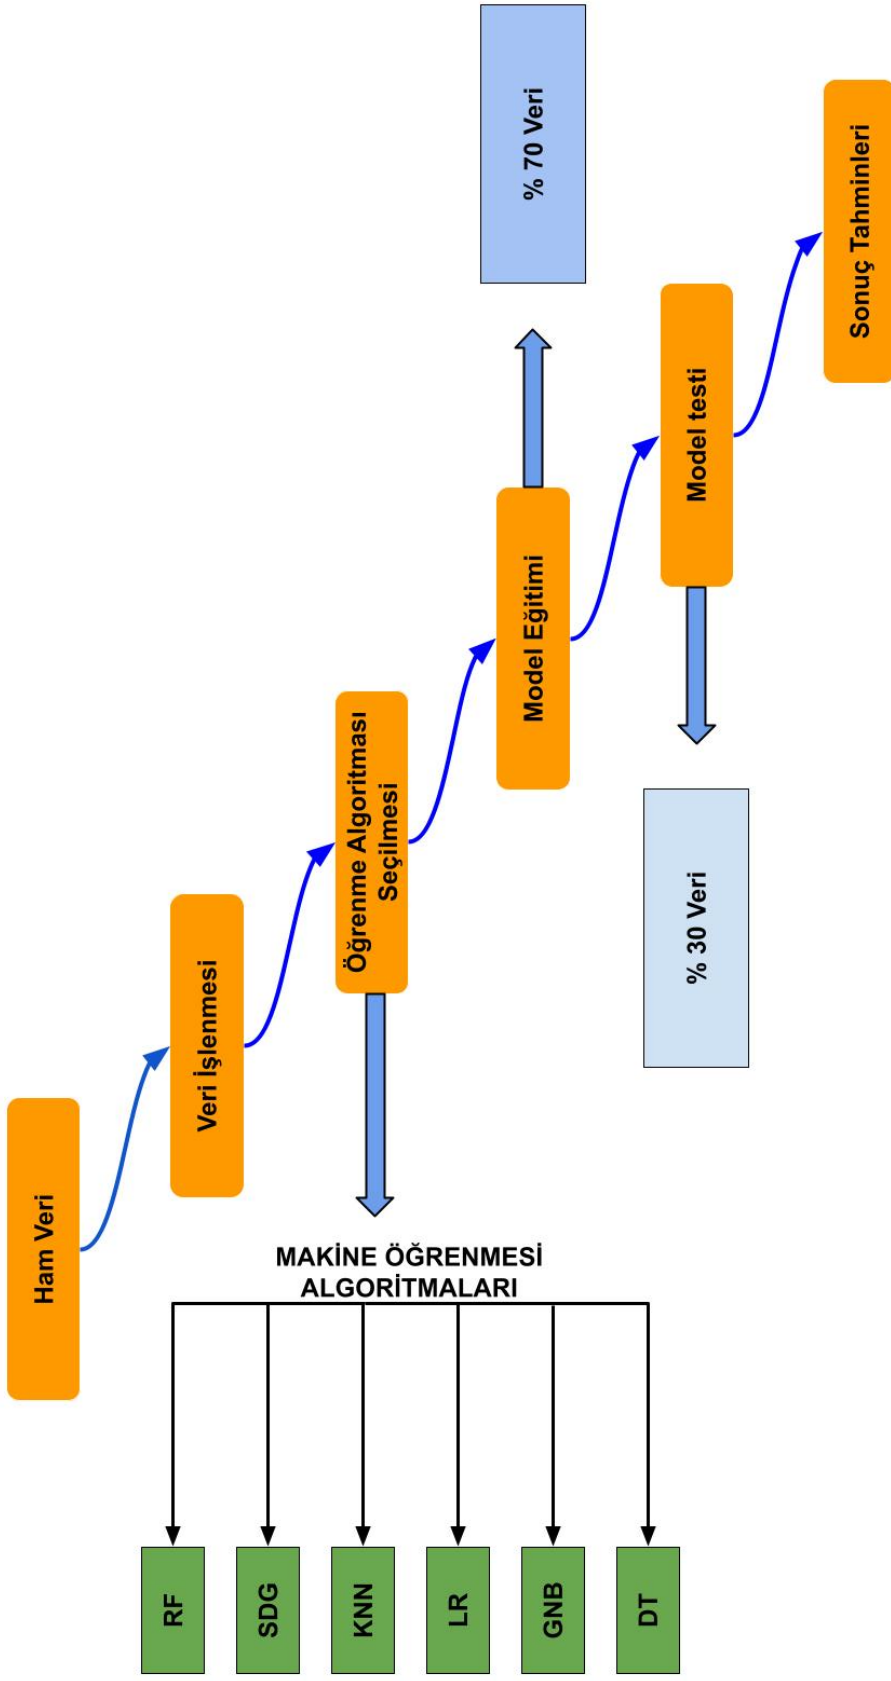 Ham Veri
Veri İşlenmesi
Öğrenme Algoritması
Seçilmesi
Model Eğitimi
% 70 Veri
Model testi
% 30 Veri
Sonuç Tahminleri
MAKİNE ÖĞRENMESİ
ALGORİTMALARI
RF
SDG
KNN
LR
GNB
DT